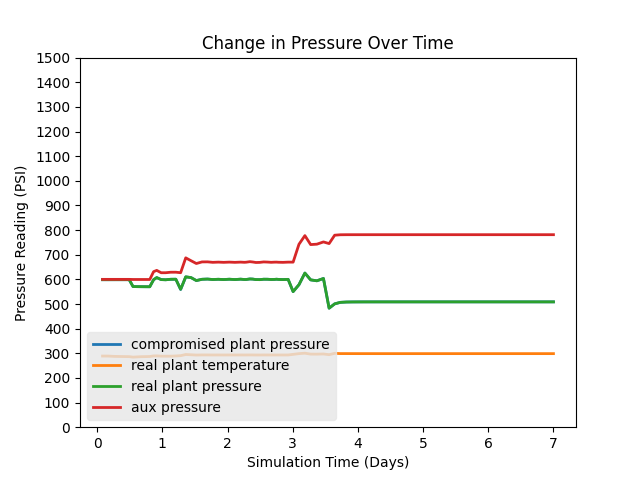 Change in Pressure Over Time
Pressure Reading (PSI)
1500
1400
1300
1200
1100
1000
900
800
700
600
500
400
300
200
100
0
compromised plant pressure
real plant temperature
real plant pressure
aux pressure
0 1 2 3 4 5 6 7
Simulation Time (Days)